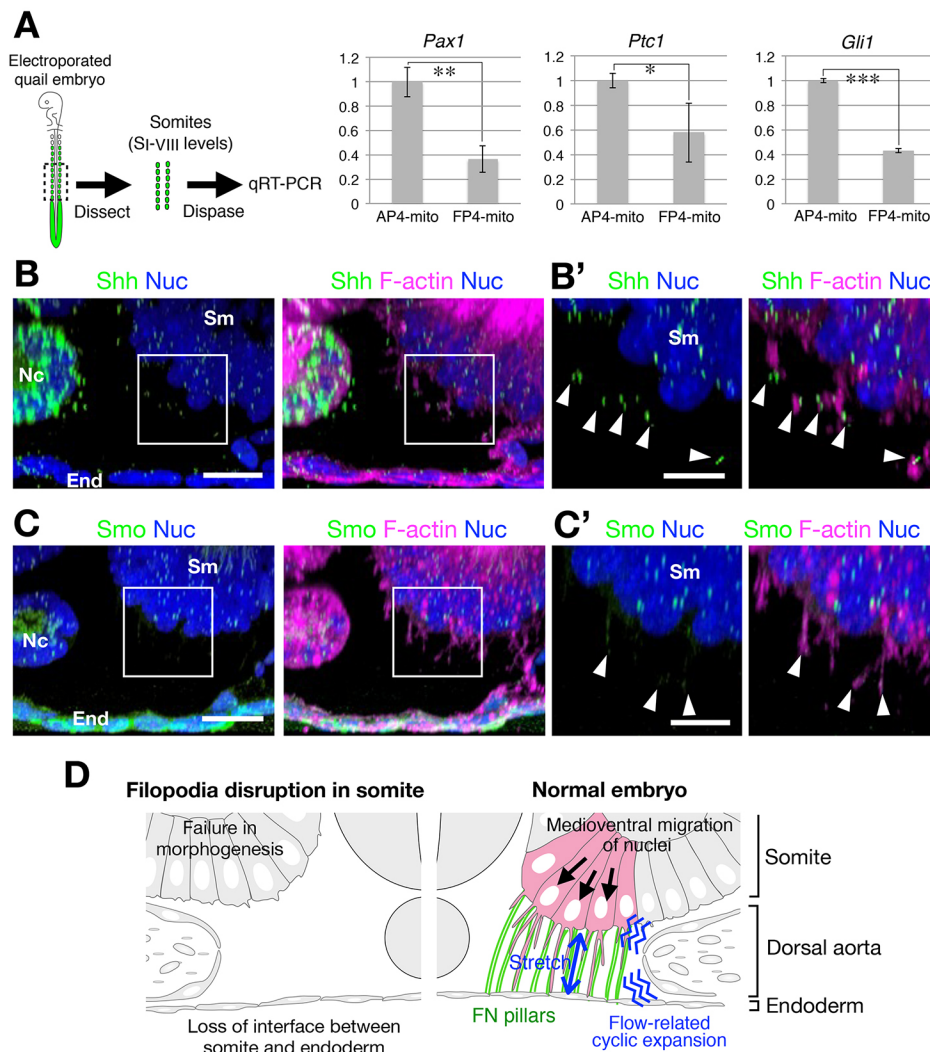 A
Electroporated
quail embryo
Somites
(SI-VIII levels)
Dissect
Dispase
qRT-PCR
Pax1
1.2
1
0.8
0.6
0.4
0.2
0
**
AP4-mito FP4-mito
Ptc1
1.2
1
0.8
0.6
0.4
0.2
0
*
AP4-mito FP4-mito
Gli1
1.2
1
0.8
0.6
0.4
0.2
0
***
AP4-mito FP4-mito
B
Shh Nuc
Shh F-actin Nuc
Sm
Nc
End
B’
Shh Nuc
Shh F-actin Nuc
Sm
C
Smo Nuc
Smo F-actin Nuc
Sm
Nc
End
C’
Smo Nuc
Smo F-actin Nuc
Sm
D
Filopodia disruption in somite
Failure in
morphogenesis
Loss of interface between
somite and endoderm
Normal embryo
Medioventral migration
of nuclei
Stretch
FN pillars
Flow-related
cyclic expansion
Somite
Dorsal aorta
Endoderm